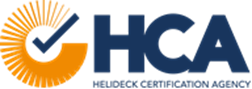 HCA
HELIDECK CERTIFICATION AGENCY